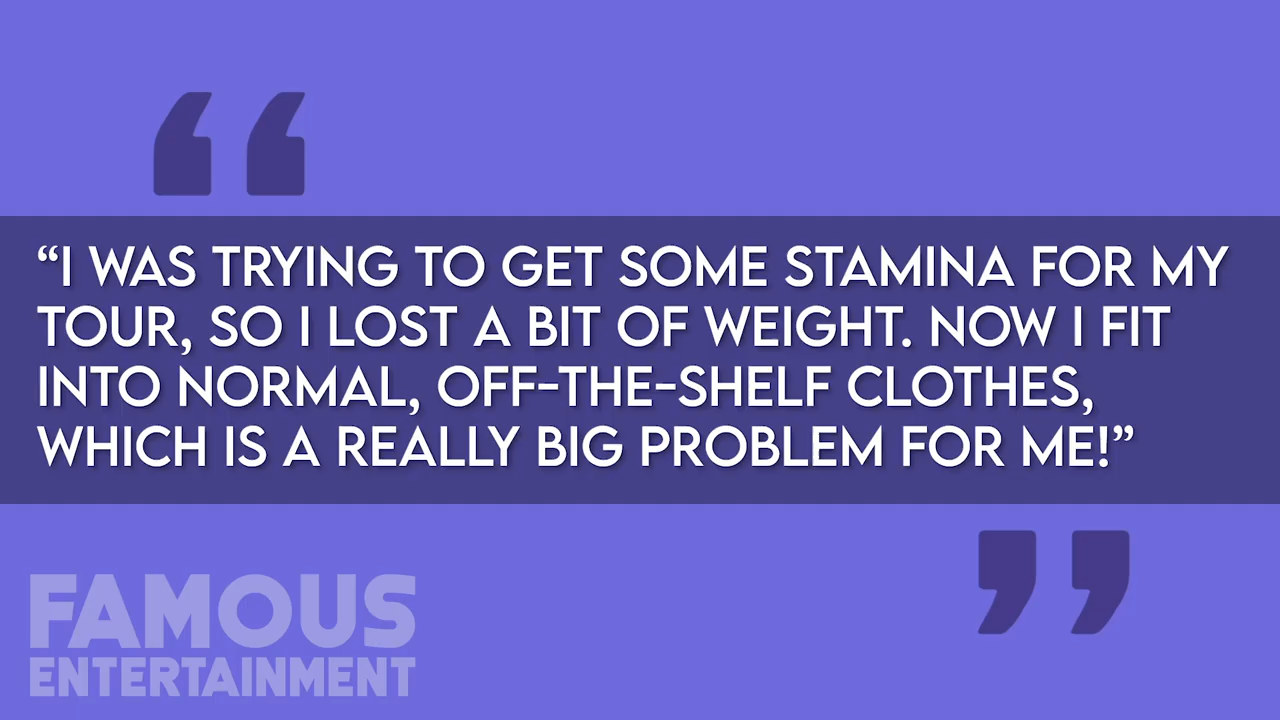 “I WAS TRYING TO GET SOME STAMINA FOR MY
TOUR, SO I LOST A BIT OF WEIGHT. NOW I FIT
INTO NORMAL, OFF-THE-SHELF CLOTHES,
WHICH IS A REALLY BIG PROBLEM FOR ME!”
FAMOUS
ENTERTAINMENT